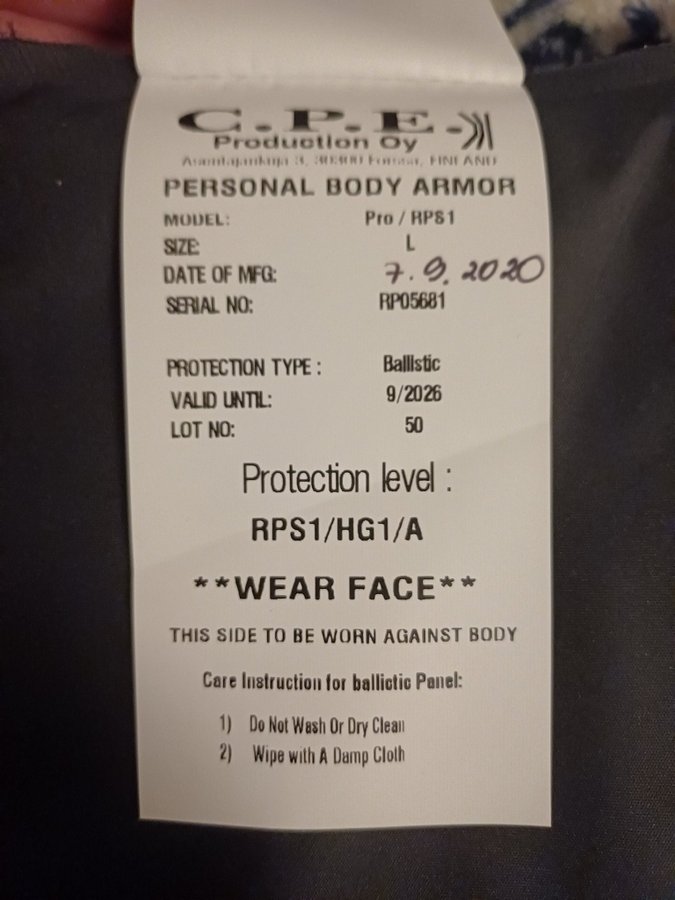 C.P.E.
Production Oy
30300 Forssa, FINLAND
PERSONAL BODY ARMOR
MODEL: Pro / RPS1
SIZE: L
DATE OF MFG: 7.9.2020
SERIAL NO: RP05681
PROTECTION TYPE : Ballistic
VALID UNTIL: 9/2026
LOT NO: 50
Protection level :
RPS1/HG1/A
**WEAR FACE**
THIS SIDE TO BE WORN AGAINST BODY
Care Instruction for ballictic Panel:
1) Do Not Wash Or Dry Clean
2) Wipe with A Damp Cloth